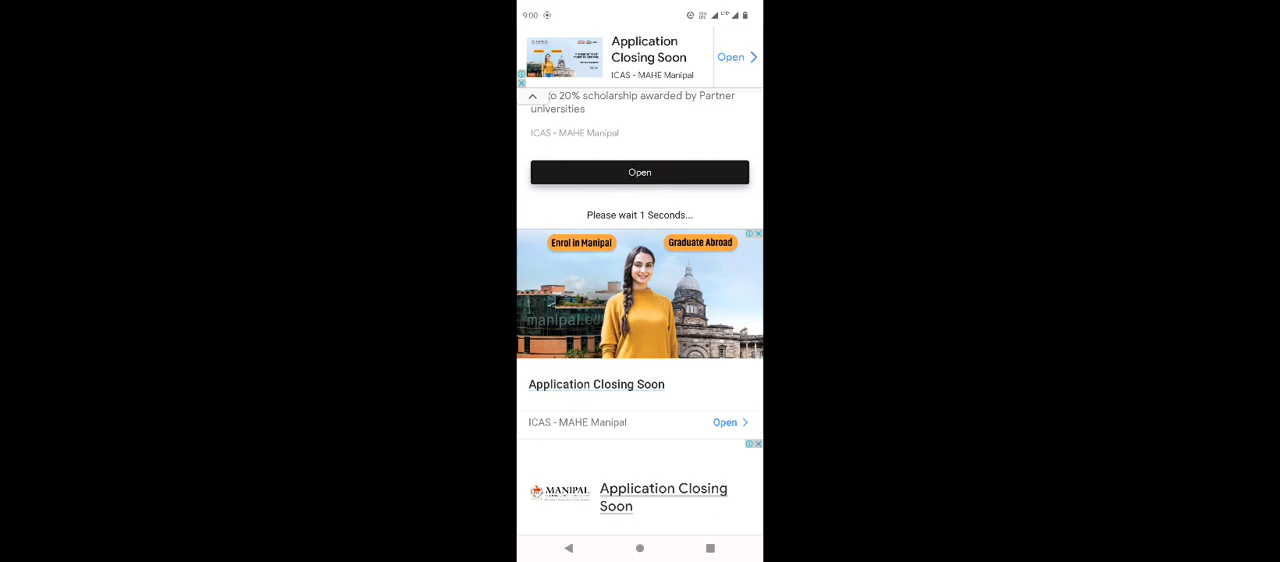 9:00
Application
Closing Soon
ICAS - MAHE Manipal
Open
to 20% scholarship awarded by Partner
universities
ICAS - MAHE Manipal
Open
Please wait 1 Seconds...
Enrol in Manipal
Graduate Abroad
manipal.ed
Application Closing Soon
ICAS - MAHE Manipal
Open
MANIPAL
Application Closing
Soon